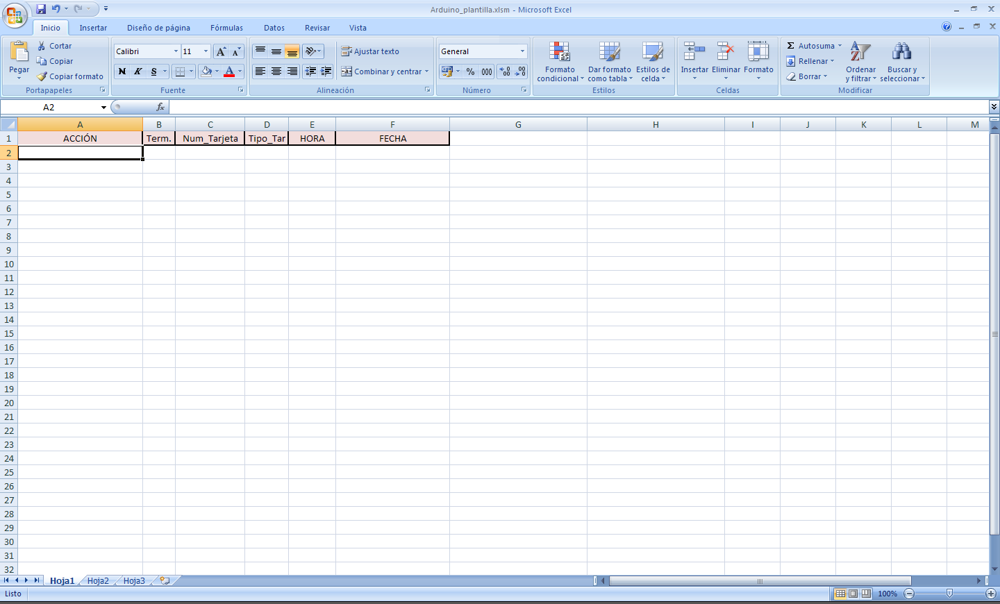 Arduino_plantilla.xlsm - Microsoft Excel
Inicio Insertar Diseño de página Fórmulas Datos Revisar Vista
Pegar
Cortar
Copiar
Copiar formato
Portapapeles
Calibri 11
N K S
Fuente
Ajustar texto
Combinar y centrar
Alineación
General
% 000
Número
Formato condicional
Dar formato como tabla
Estilos de celda
Estilos
Insertar Eliminar Formato
Celdas
Σ Autosuma
Rellenar
Borrar
Ordenar y filtrar
Buscar y seleccionar
Modificar
A2 fx
A B C D E F G H I J K L M
1 ACCIÓN Term. Num_Tarjeta Tipo_Tar HORA FECHA
2
3
4
5
6
7
8
9
10
11
12
13
14
15
16
17
18
19
20
21
22
23
24
25
26
27
28
29
30
31
32
Hoja1 Hoja2 Hoja3
Listo 100%